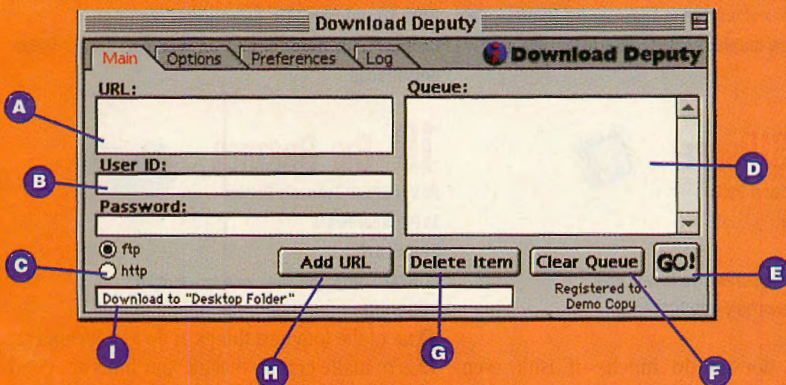 Download Deputy
Main Options Preferences Log Download Deputy
URL: Queue:
A
User ID:
B
D
Password:
ftp
C
http
Add URL Delete Item Clear Queue GO!
E
Download to "Desktop Folder"
Registered to:
Demo Copy
I
H
G
F